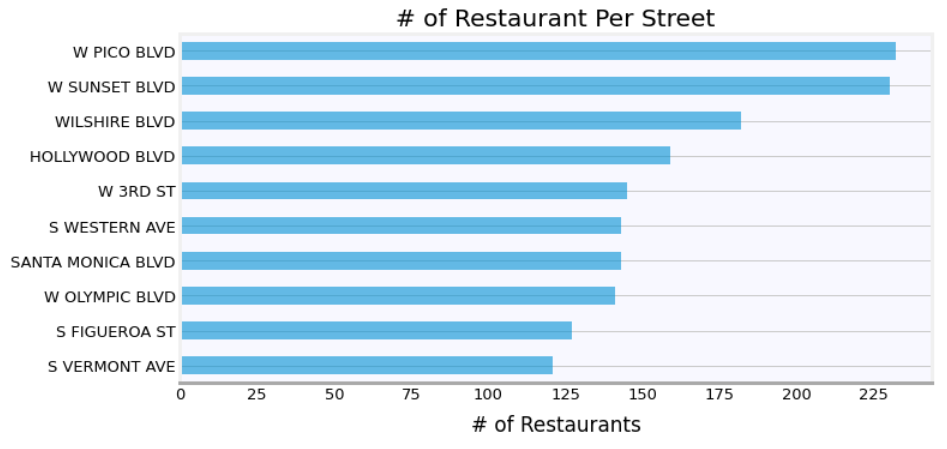 # of Restaurant Per Street
W PICO BLVD
W SUNSET BLVD
WILSHIRE BLVD
HOLLYWOOD BLVD
W 3RD ST
S WESTERN AVE
SANTA MONICA BLVD
W OLYMPIC BLVD
S FIGUEROA ST
S VERMONT AVE
0 25 50 75 100 125 150 175 200 225
# of Restaurants